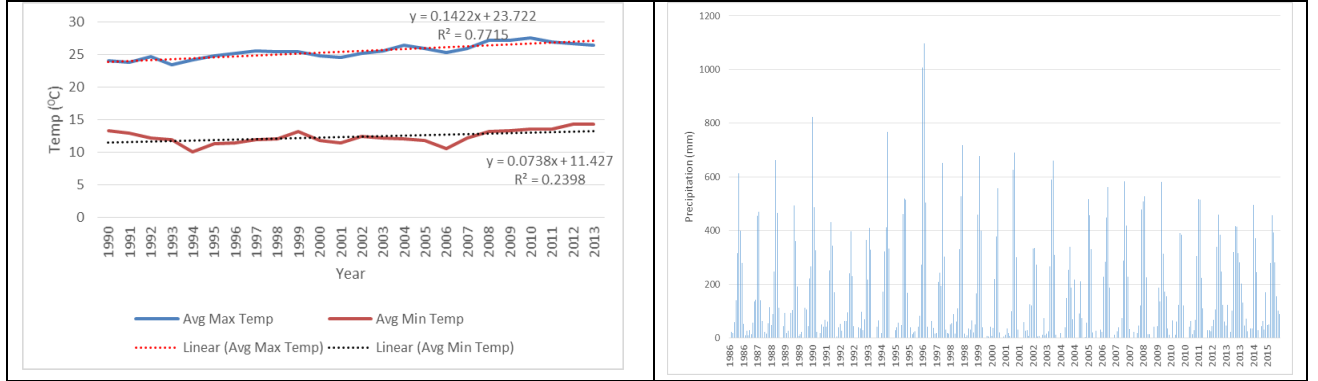 y = 0.1422x + 23.722
R² = 0.7715
30
25
20
15
10
5
0
Temp (⁰C)
y = 0.0738x + 11.427
R² = 0.2398
1990 1991 1992 1993 1994 1995 1996 1997 1998 1999 2000 2001 2002 2003 2004 2005 2006 2007 2008 2009 2010 2011 2012 2013
Year
Avg Max Temp Avg Min Temp
Linear (Avg Max Temp) Linear (Avg Min Temp)
1200
1000
800
600
400
200
0
Precipitation (mm)
1986 1986 1987 1988 1988 1989 1990 1991 1991 1992 1993 1994 1995 1995 1996 1996 1998 1998 1999 2000 2001 2001 2002 2003 2003 2004 2005 2006 2007 2007 2008 2009 2010 2010 2011 2012 2013 2013 2014 2015